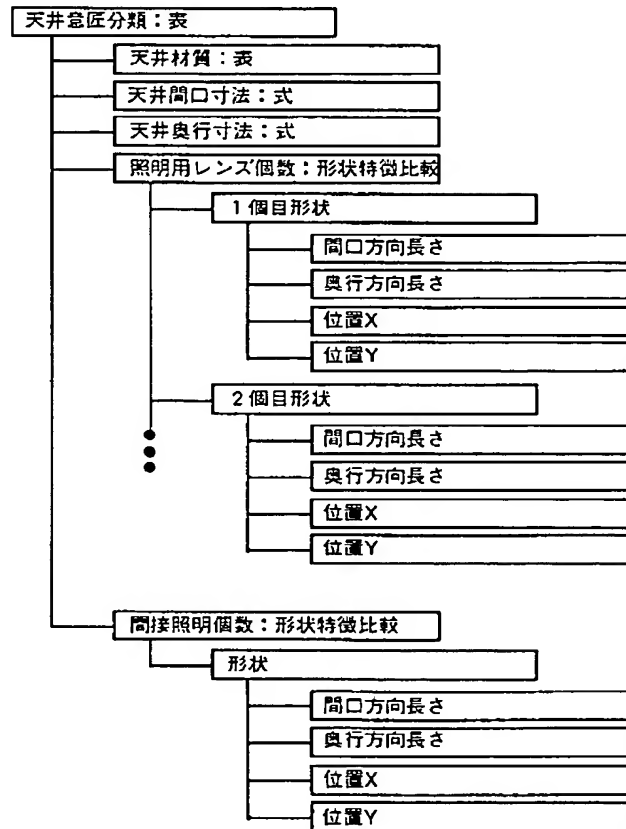 天井意匠分類：表
天井材質：表
天井間口寸法：式
天井奥行寸法：式
照明用レンズ個数：形状特徴比較
1個目形状
間口方向長さ
奥行方向長さ
位置X
位置Y
2個目形状
間口方向長さ
奥行方向長さ
位置X
位置Y
間接照明個数：形状特徴比較
形状
間口方向長さ
奥行方向長さ
位置X
位置Y